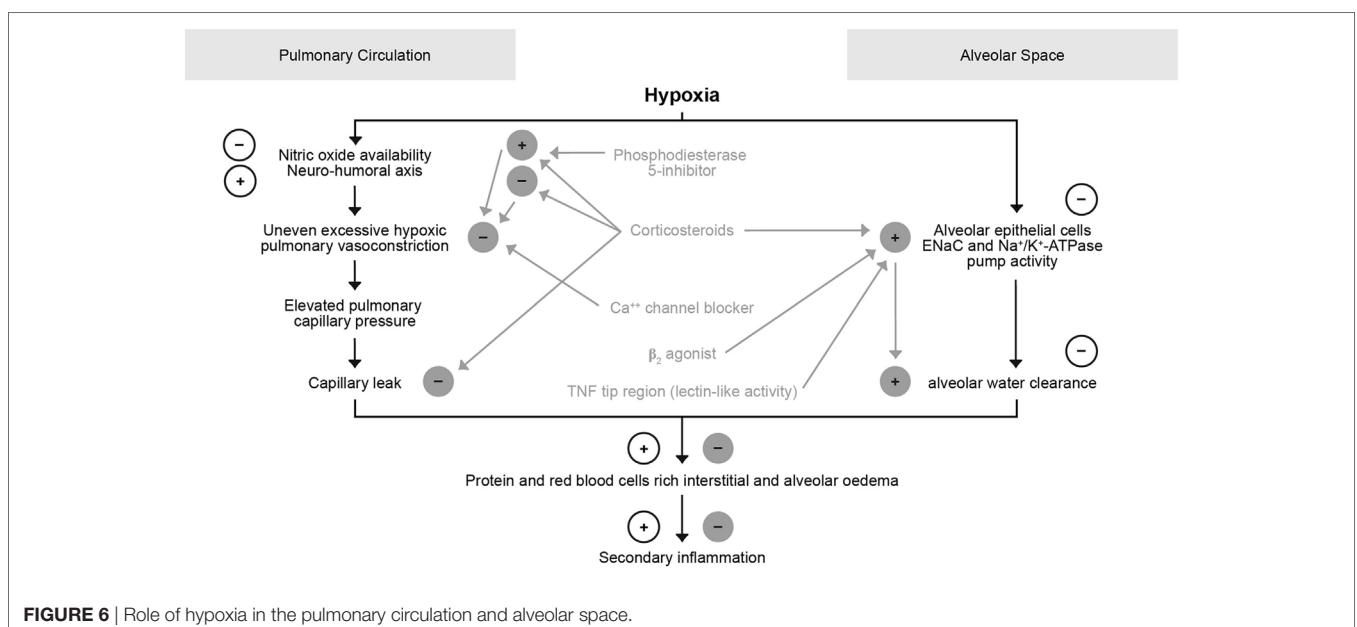 Pulmonary Circulation
Alveolar Space
Hypoxia
−
+
Nitric oxide availability
Neuro-humoral axis
+
−
Phosphodiesterase
5-inhibitor
−
Uneven excessive hypoxic
pulmonary vasoconstriction
−
Corticosteroids
+
Alveolar epithelial cells
ENaC and Na⁺/K⁺-ATPase
pump activity
Elevated pulmonary
capillary pressure
Ca⁺⁺ channel blocker
β₂ agonist
−
Capillary leak
−
TNF tip region (lectin-like activity)
+
alveolar water clearance
+
−
Protein and red blood cells rich interstitial and alveolar oedema
+
−
Secondary inflammation
FIGURE 6 | Role of hypoxia in the pulmonary circulation and alveolar space.